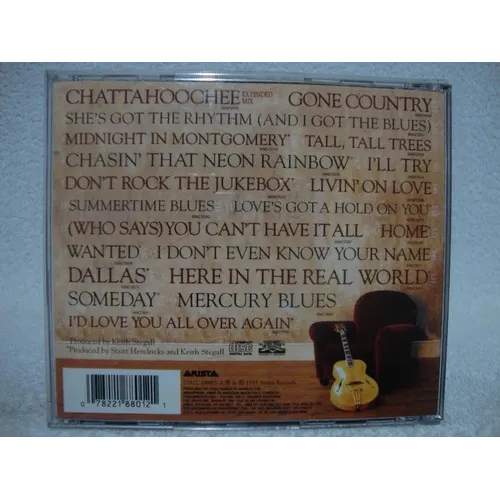 CHATTAHOOCHEE EXTENDED MIX GONE COUNTRY
SHE'S GOT THE RHYTHM (AND I GOT THE BLUES)
MIDNIGHT IN MONTGOMERY* TALL, TALL TREES
CHASIN' THAT NEON RAINBOW* I'LL TRY
DON'T ROCK THE JUKEBOX* LIVIN' ON LOVE
SUMMERTIME BLUES LOVE'S GOT A HOLD ON YOU*
(WHO SAYS) YOU CAN'T HAVE IT ALL HOME*
WANTED* I DON'T EVEN KNOW YOUR NAME
DALLAS* HERE IN THE REAL WORLD*
SOMEDAY* MERCURY BLUES
I'D LOVE YOU ALL OVER AGAIN*
Produced by Keith Stegall
*Produced by Scott Hendricks and Keith Stegall
ARISTA
0 78221 88012 1